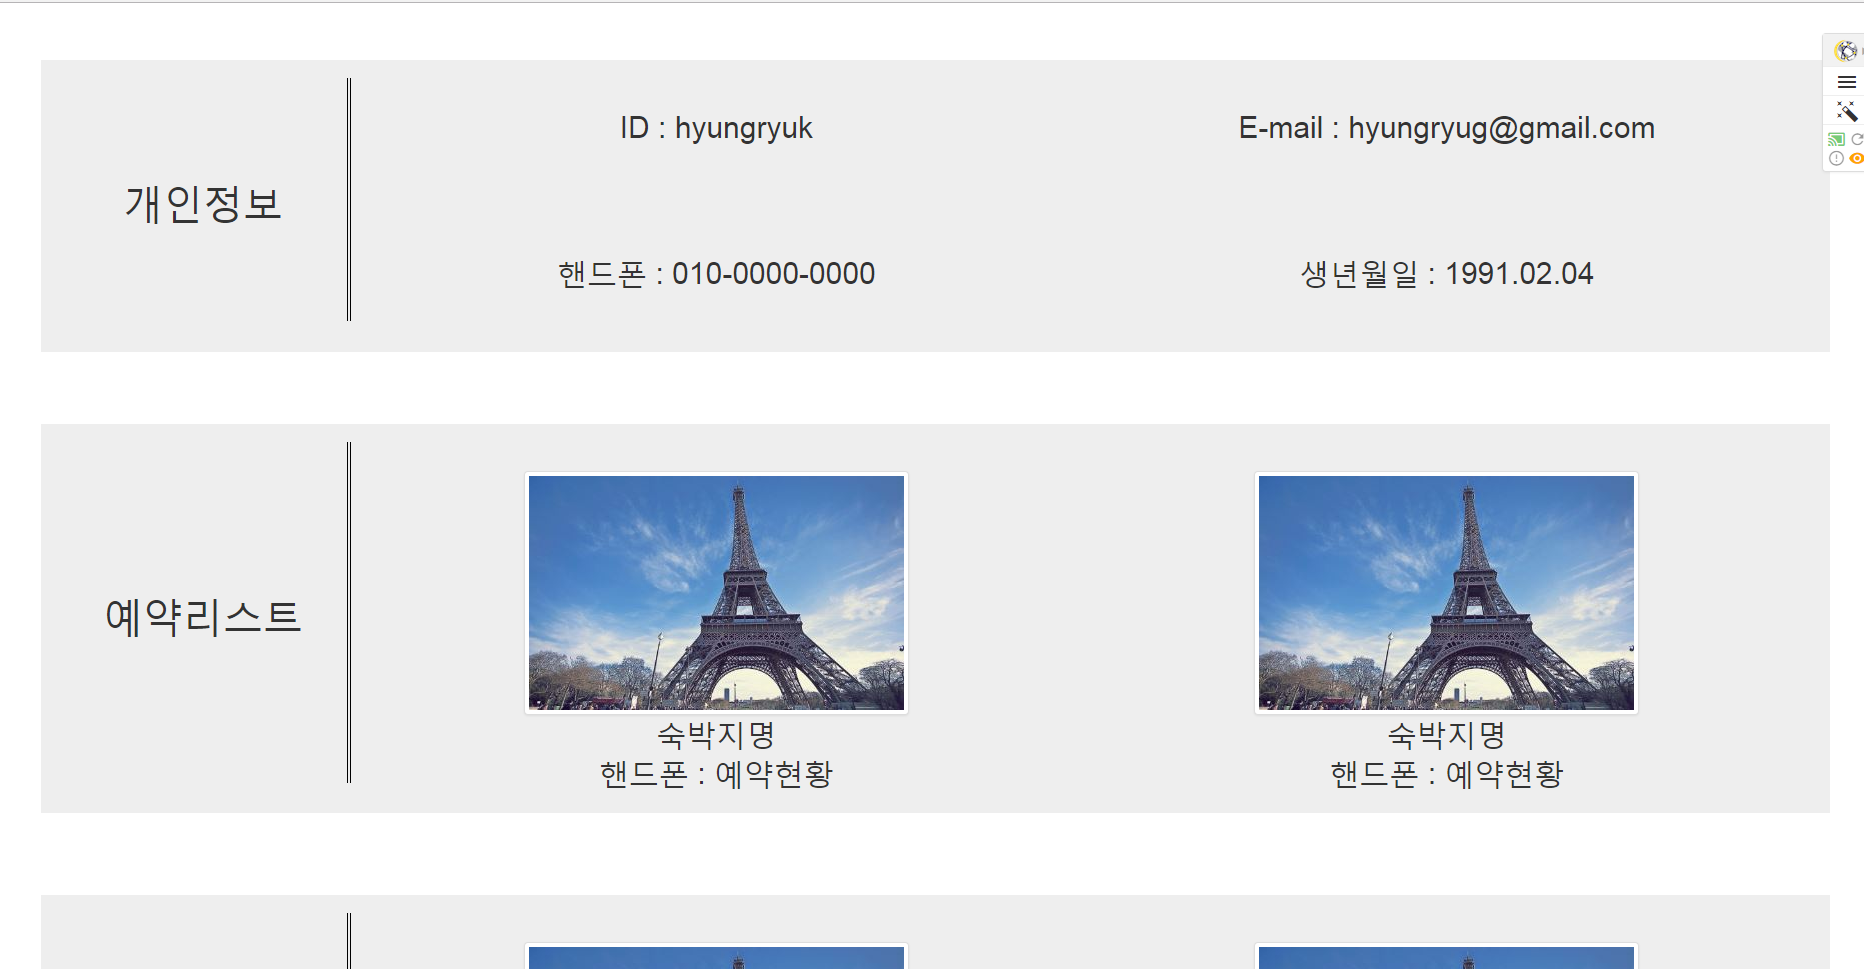 개인정보
ID : hyungryuk
E-mail : hyungryug@gmail.com
핸드폰 : 010-0000-0000
생년월일 : 1991.02.04
예약리스트
숙박지명
핸드폰 : 예약현황
숙박지명
핸드폰 : 예약현황